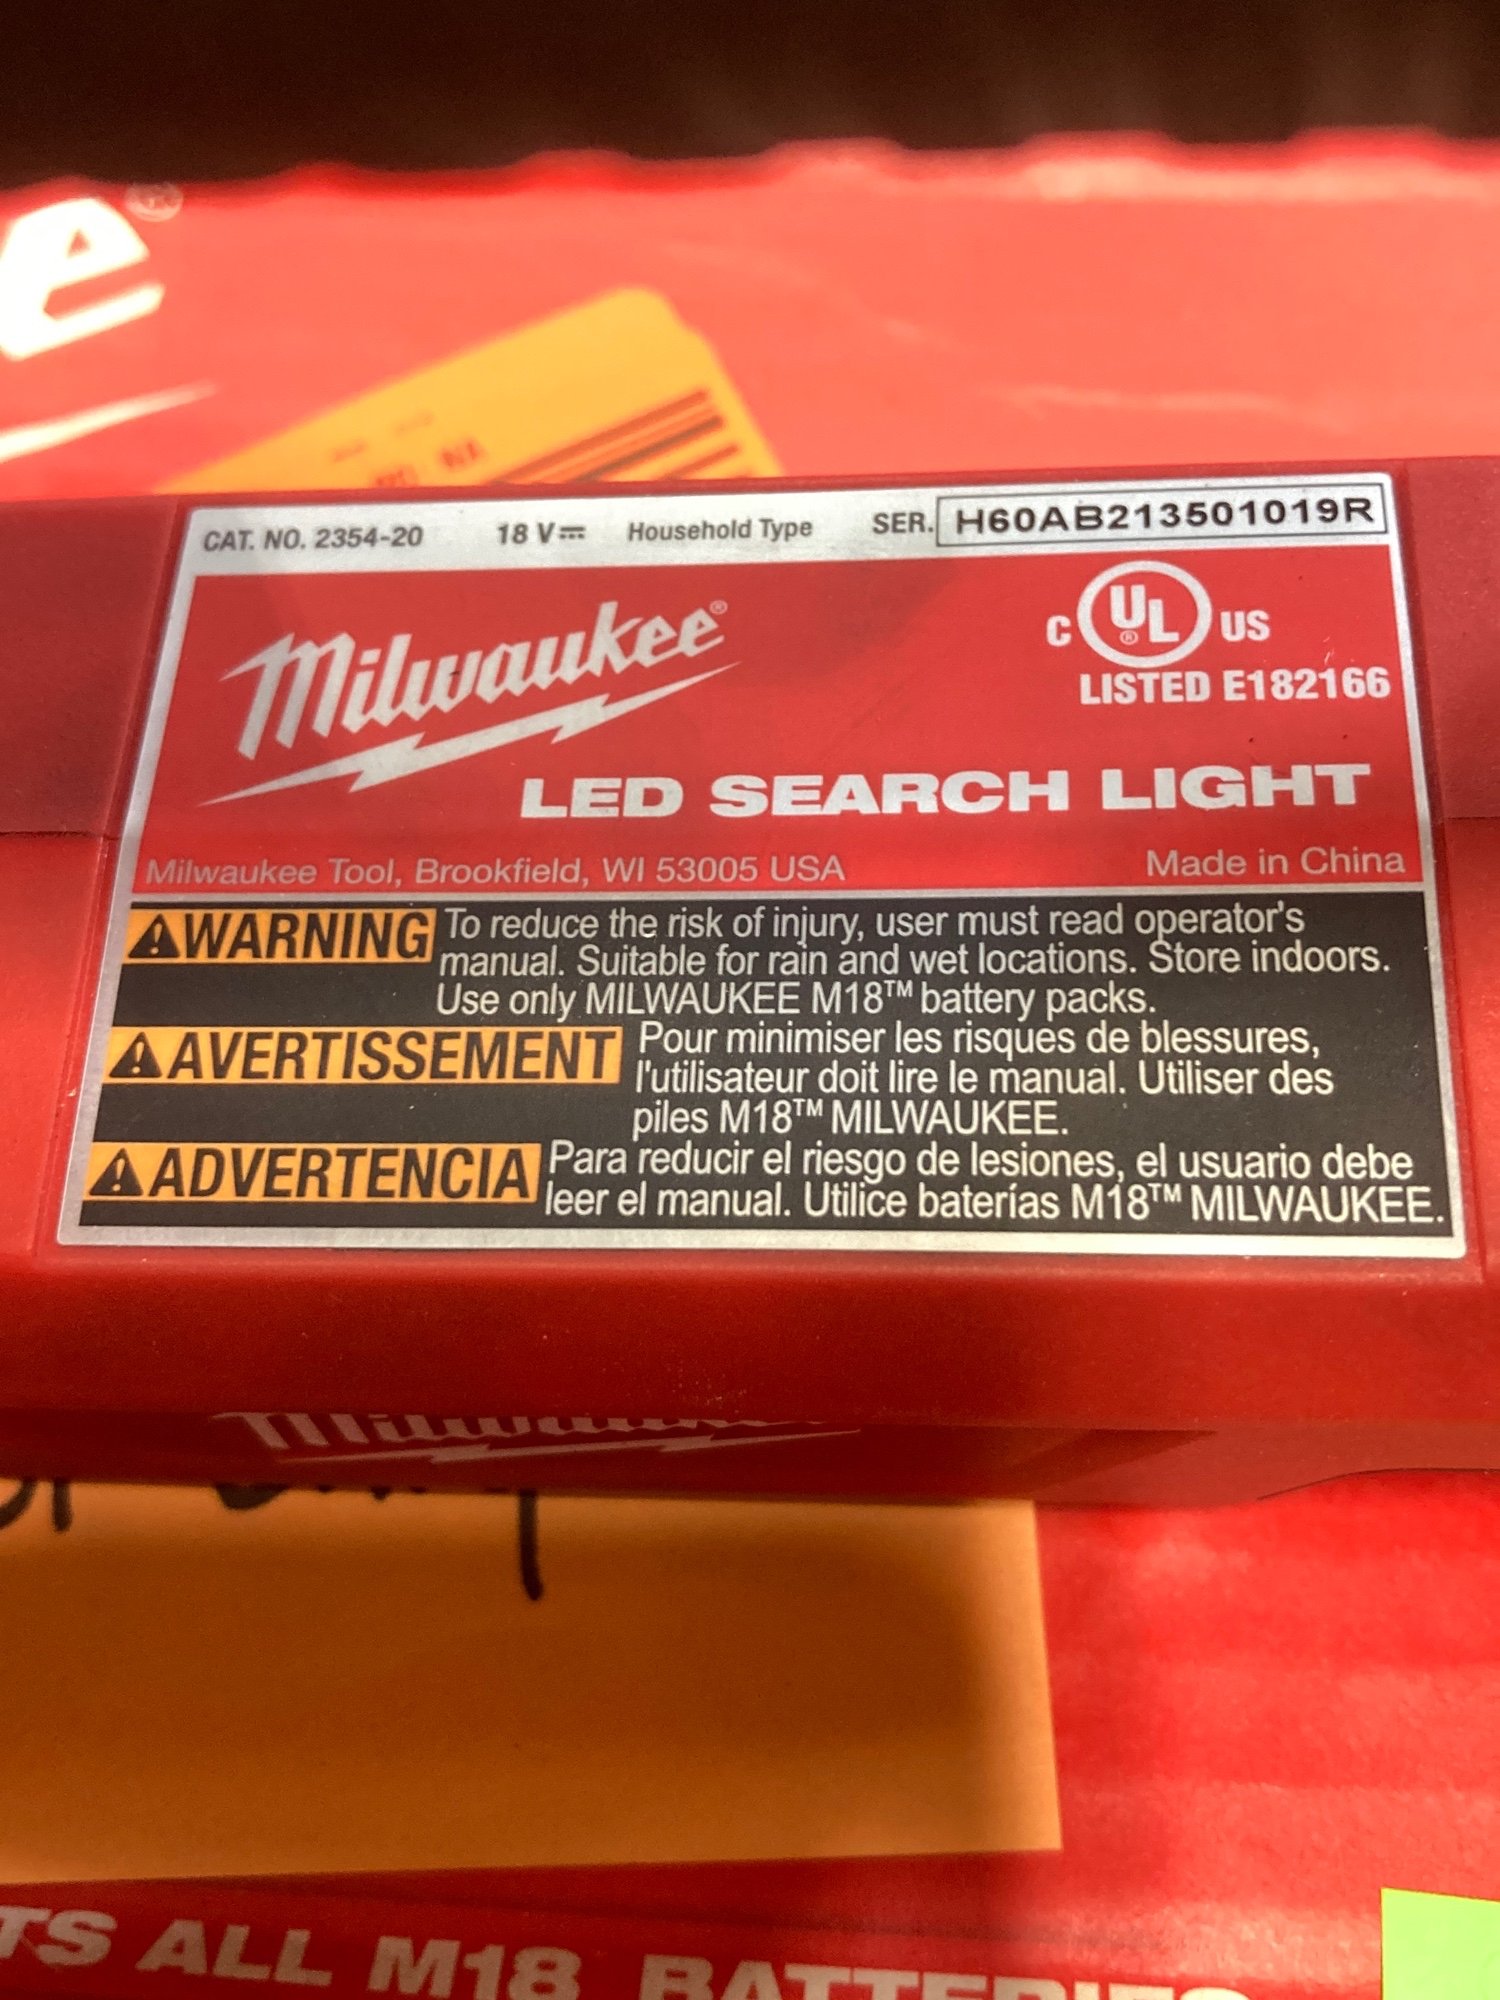 CAT. NO. 2354-20 18 V⎓ Household Type SER. H60AB213501019R
Milwaukee®
C UL® US
LISTED E182166
LED SEARCH LIGHT
Milwaukee Tool, Brookfield, WI 53005 USA Made in China
⚠WARNING To reduce the risk of injury, user must read operator's
manual. Suitable for rain and wet locations. Store indoors.
Use only MILWAUKEE M18™ battery packs.
⚠AVERTISSEMENT Pour minimiser les risques de blessures,
l'utilisateur doit lire le manual. Utiliser des
piles M18™ MILWAUKEE.
⚠ADVERTENCIA Para reducir el riesgo de lesiones, el usuario debe
leer el manual. Utilice baterías M18™ MILWAUKEE.
Milwaukee
TS ALL M18 BATTERIES